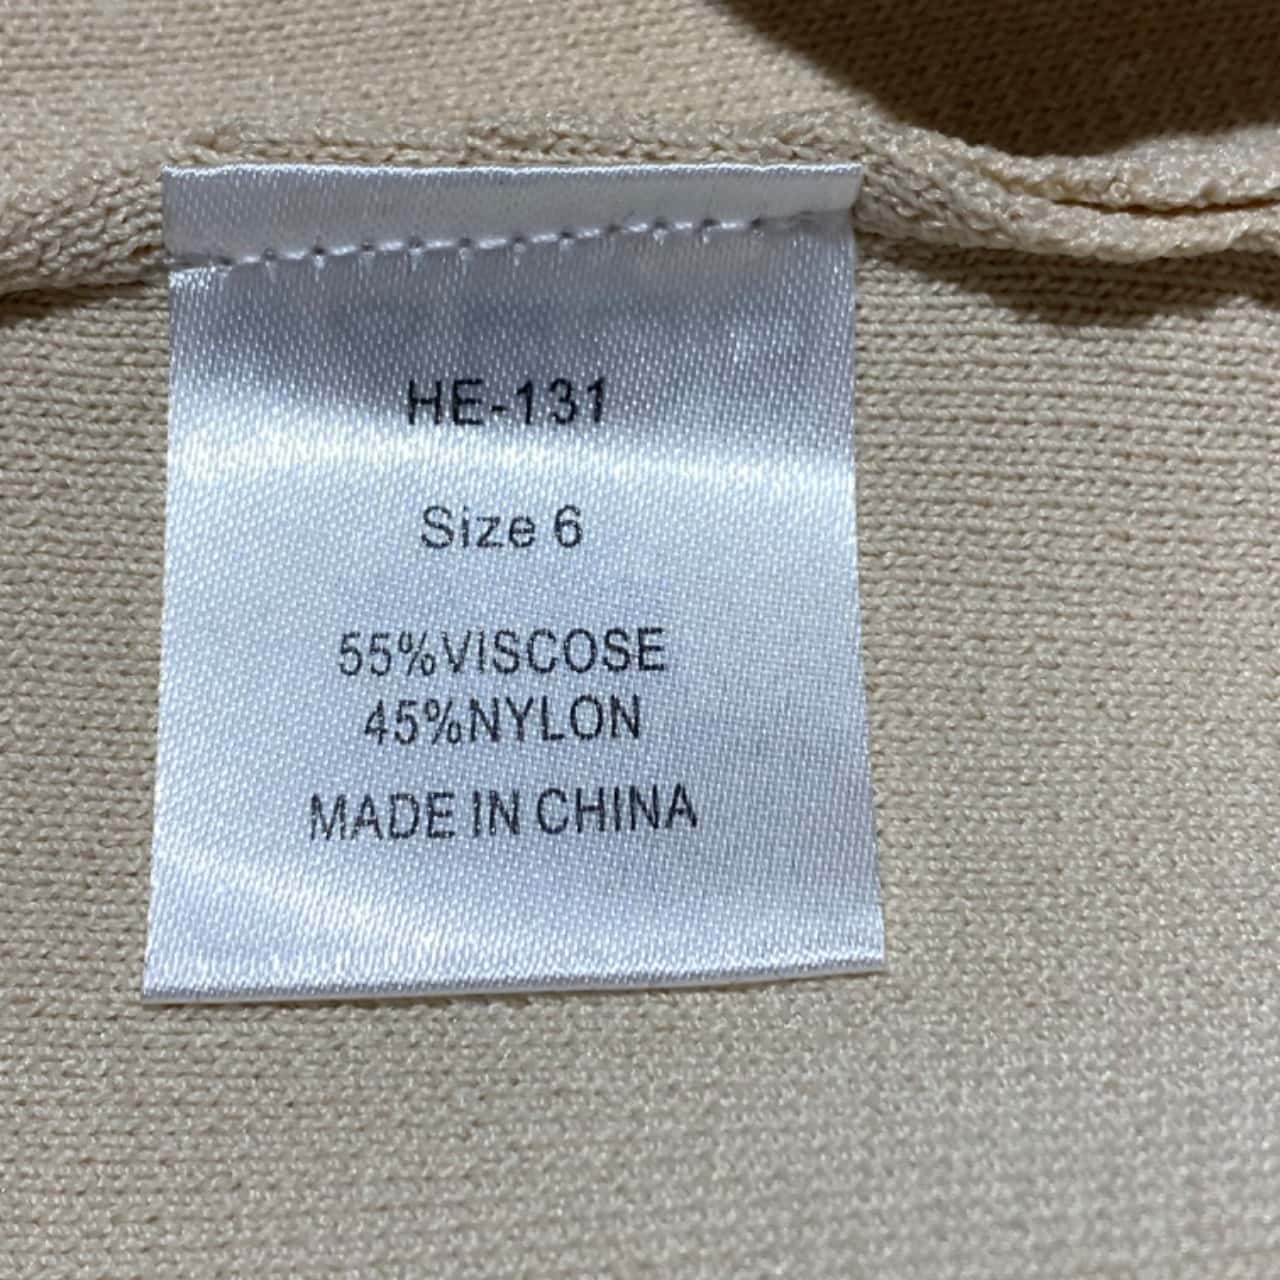 HE-131
Size 6
55%VISCOSE
45%NYLON
MADE IN CHINA